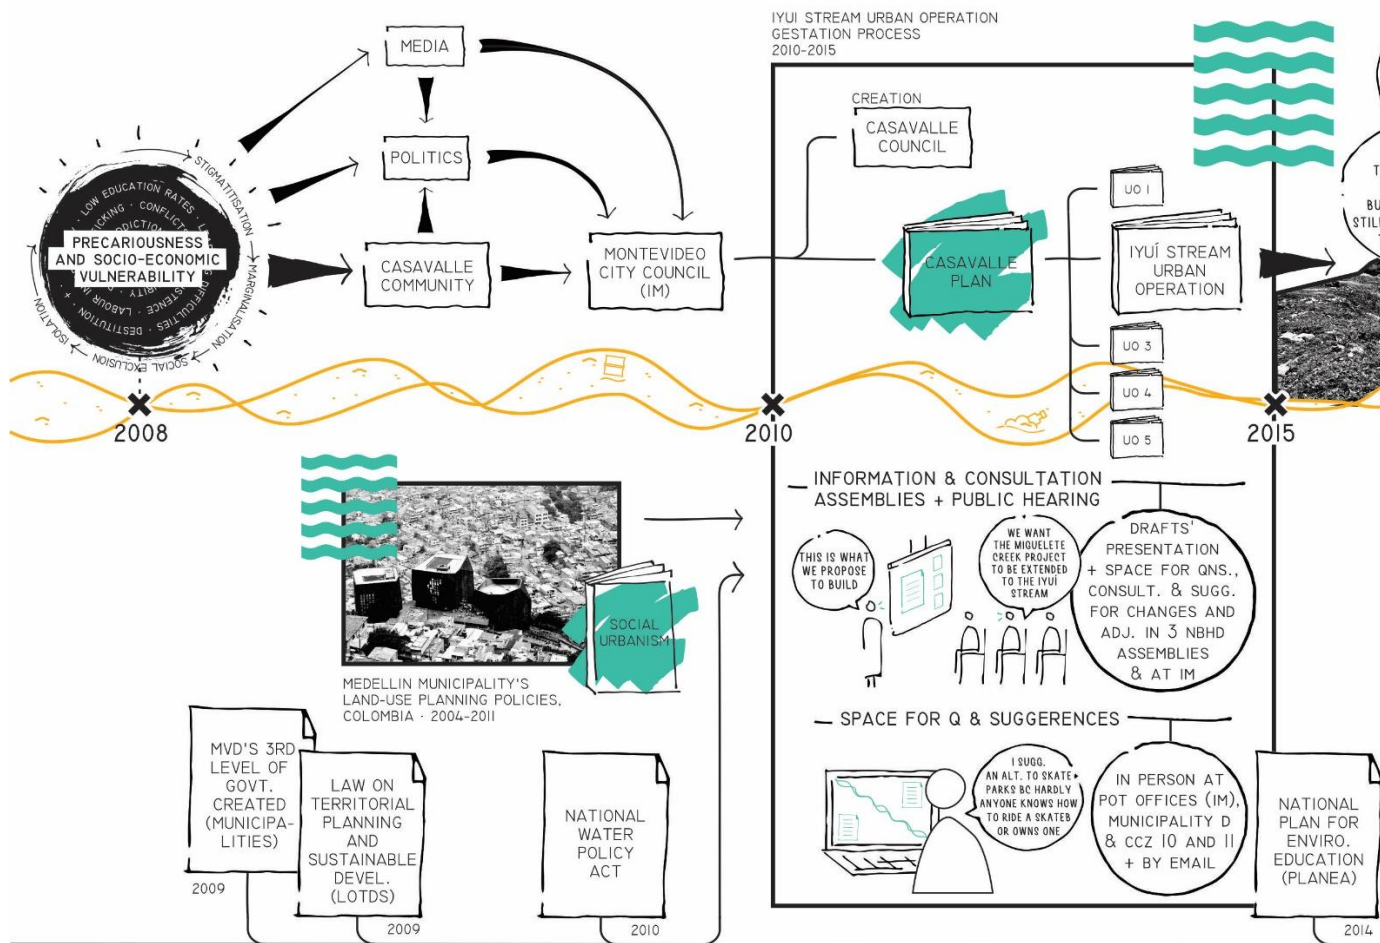 IYUI STREAM URBAN OPERATION
GESTATION PROCESS
2010-2015
MEDIA
POLITICS
CASAVALLE
COMMUNITY
MONTEVIDEO
CITY COUNCIL
(IM)
STIGMATITISATION
MARGINALISATION
SOCIAL EXCLUSION
ISOLATION
LOW EDUCATION RATES
DESTITUTION
PRECARIOUSNESS
AND SOCIO-ECONOMIC
VULNERABILITY
CREATION
CASAVALLE
COUNCIL
CASAVALLE
PLAN
UO 1
IYUÍ STREAM
URBAN
OPERATION
UO 3
UO 4
UO 5
BU
STILL
2008
2010
2015
SOCIAL
URBANISM
MEDELLIN MUNICIPALITY'S
LAND-USE PLANNING POLICIES,
COLOMBIA · 2004-2011
MVD'S 3RD
LEVEL OF
GOVT.
CREATED
(MUNICIPA-
LITIES)
2009
LAW ON
TERRITORIAL
PLANNING
AND
SUSTAINABLE
DEVEL.
(LOTDS)
2009
NATIONAL
WATER
POLICY
ACT
2010
INFORMATION & CONSULTATION
ASSEMBLIES + PUBLIC HEARING
THIS IS WHAT
WE PROPOSE
TO BUILD
WE WANT
THE MIGUELETE
CREEK PROJECT
TO BE EXTENDED
TO THE IYUÍ
STREAM
DRAFTS'
PRESENTATION
+ SPACE FOR QNS.,
CONSULT. & SUGG.
FOR CHANGES AND
ADJ. IN 3 NBHD
ASSEMBLIES
& AT IM
SPACE FOR Q & SUGGERENCES
I SUGG.
AN ALT. TO SKATE
PARKS BC HARDLY
ANYONE KNOWS HOW
TO RIDE A SKATEB
OR OWNS ONE
IN PERSON AT
POT OFFICES (IM),
MUNICIPALITY D
& CCZ 10 AND 11
+ BY EMAIL
NATIONAL
PLAN FOR
ENVIRO.
EDUCATION
(PLANEA)
2014